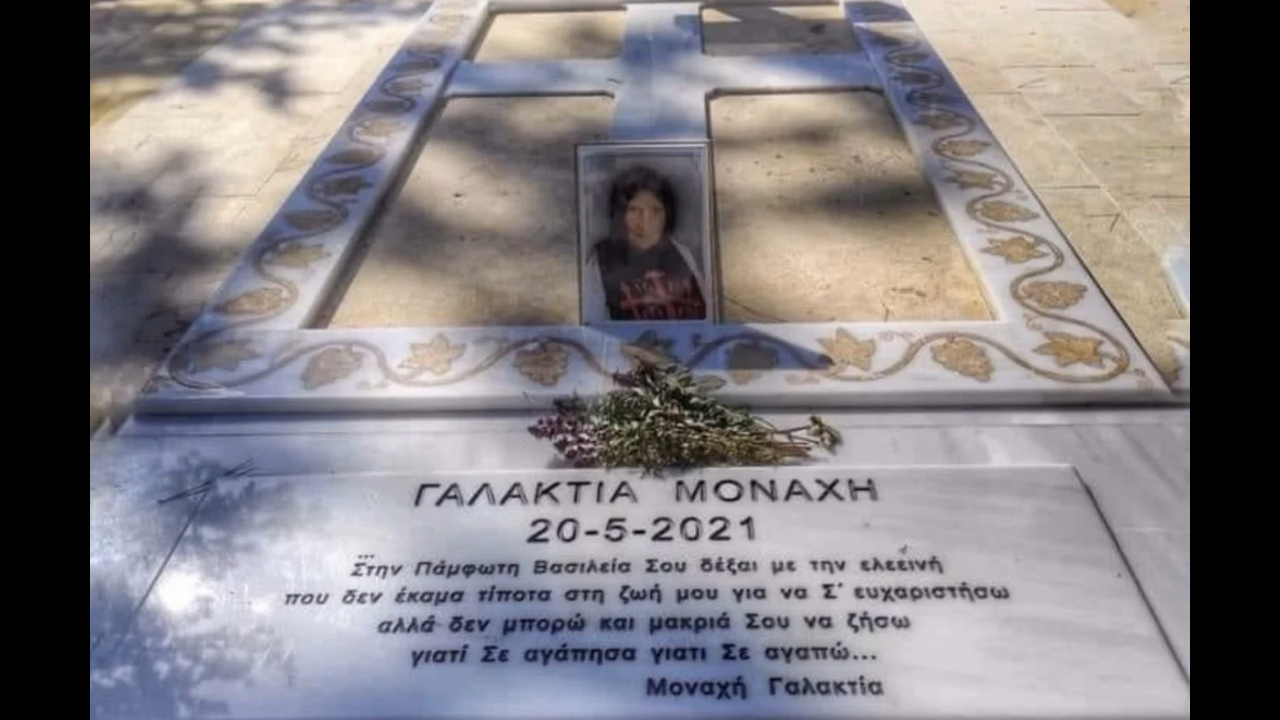 ΓΑΛΑΚΤΙΑ ΜΟΝΑΧΗ
20-5-2021
...Στην Πάμφωτη Βασιλεία Σου δέξαι με την ελεεινή
που δεν έκαμα τίποτα στη ζωή μου για να Σ' ευχαριστήσω
αλλά δεν μπορώ και μακριά Σου να ζήσω
γιατί Σε αγάπησα γιατι Σε αγαπώ...
Μοναχή Γαλακτία